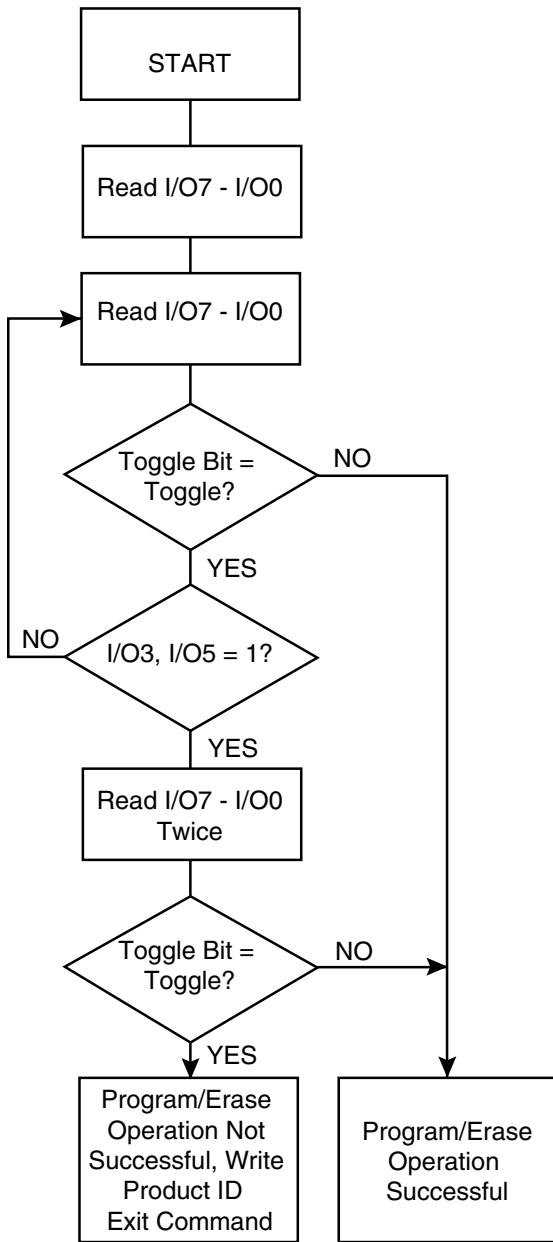 START
Read I/O7 - I/O0
Read I/O7 - I/O0
Toggle Bit =
Toggle?
NO
YES
NO
I/O3, I/O5 = 1?
YES
Read I/O7 - I/O0
Twice
Toggle Bit =
Toggle?
NO
YES
Program/Erase
Operation Not
Successful, Write
Product ID
Exit Command
Program/Erase
Operation
Successful